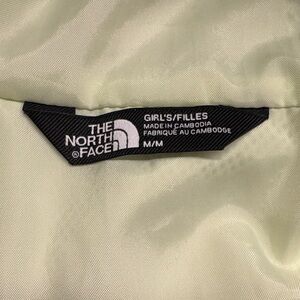 THE
NORTH
®FACE
GIRL'S/FILLES
MADE IN CAMBODIA
FABRIQUÉ AU CAMBODGE
M/M